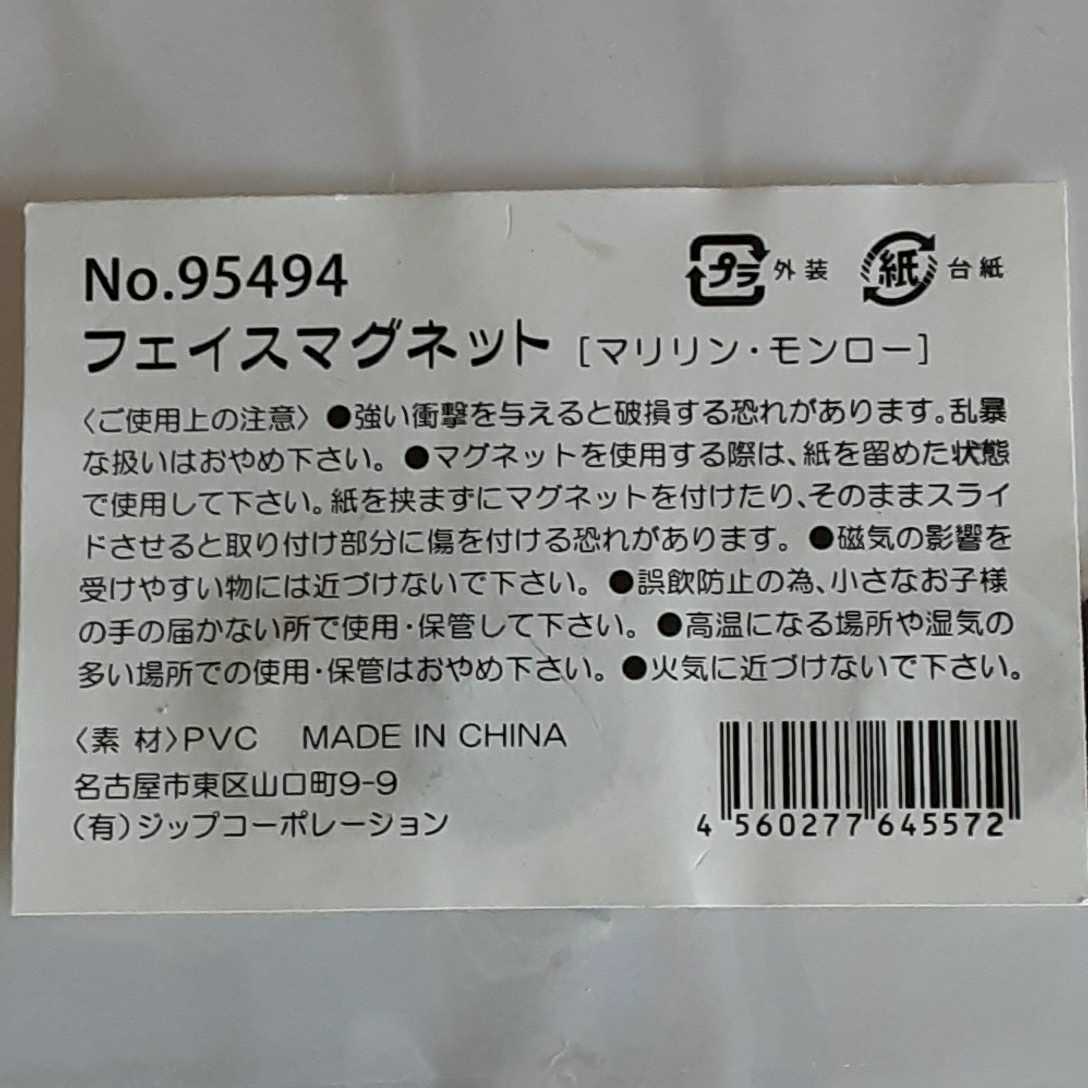 No.95494
プラ 外装 紙 台紙
フェイスマグネット [マリリン・モンロー]
〈ご使用上の注意〉●強い衝撃を与えると破損する恐れがあります。乱暴
な扱いはおやめ下さい。●マグネットを使用する際は、紙を留めた状態
で使用して下さい。紙を挟まずにマグネットを付けたり、そのままスライ
ドさせると取り付け部分に傷を付ける恐れがあります。●磁気の影響を
受けやすい物には近づけないで下さい。●誤飲防止の為、小さなお子様
の手の届かない所で使用・保管して下さい。●高温になる場所や湿気の
多い場所での使用・保管はおやめ下さい。●火気に近づけないで下さい。
〈素 材〉PVC MADE IN CHINA
名古屋市東区山口町9-9
(有)ジップコーポレーション
4 560277 645572